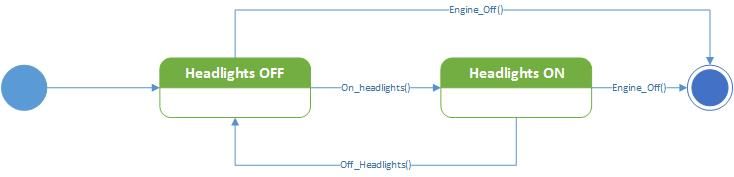 Engine_Off()
Headlights OFF
On_headlights()
Headlights ON
Engine_Off()
Off_Headlights()